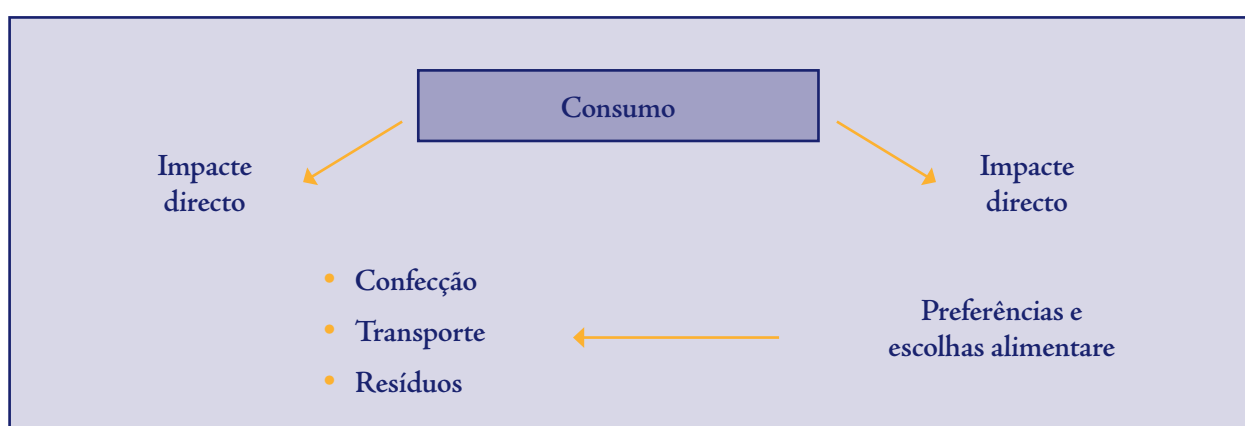 Consumo
Impacte
directo
Impacte
directo
• Confecção
• Transporte
• Resíduos
Preferências e
escolhas alimentare